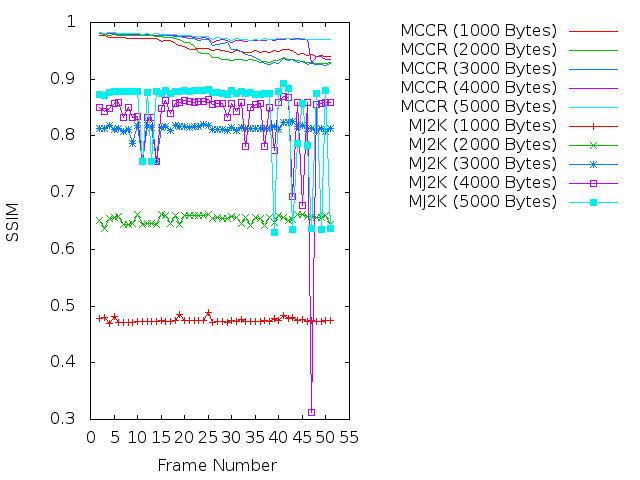 1
0.9
0.8
0.7
0.6
0.5
0.4
0.3
SSIM
0 5 10 15 20 25 30 35 40 45 50 55
Frame Number
MCCR (1000 Bytes)
MCCR (2000 Bytes)
MCCR (3000 Bytes)
MCCR (4000 Bytes)
MCCR (5000 Bytes)
MJ2K (1000 Bytes)
MJ2K (2000 Bytes)
MJ2K (3000 Bytes)
MJ2K (4000 Bytes)
MJ2K (5000 Bytes)